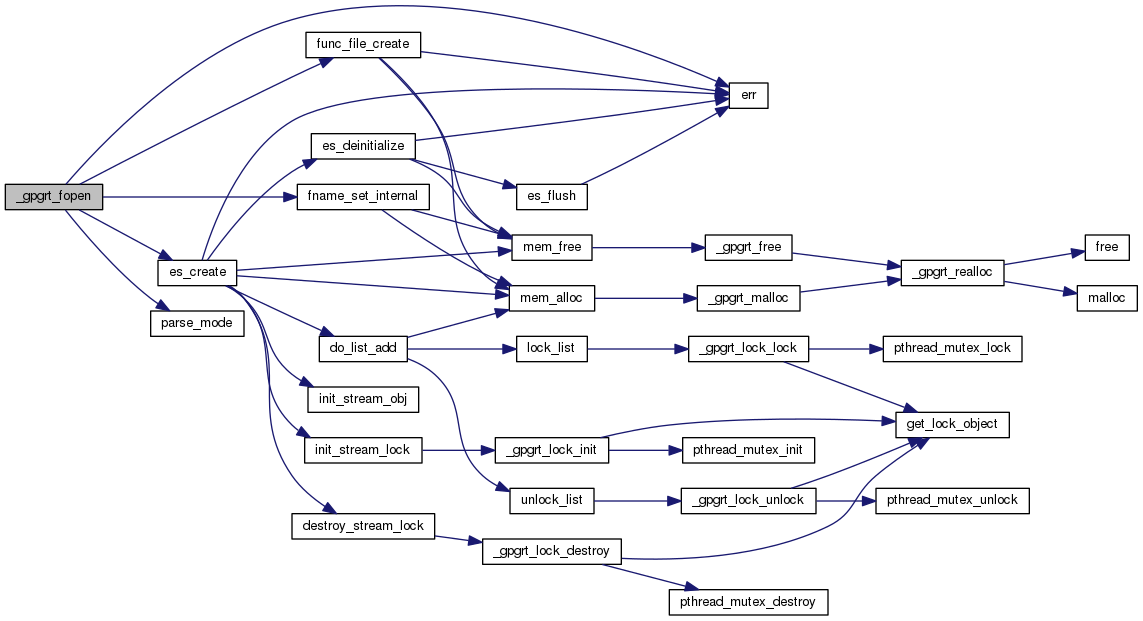 _gpgrt_fopen
func_file_create
err
es_deinitialize
fname_set_internal
es_flush
es_create
parse_mode
mem_free
mem_alloc
_gpgrt_free
_gpgrt_malloc
_gpgrt_realloc
free
malloc
do_list_add
lock_list
_gpgrt_lock_lock
pthread_mutex_lock
init_stream_obj
get_lock_object
init_stream_lock
_gpgrt_lock_init
pthread_mutex_init
unlock_list
_gpgrt_lock_unlock
pthread_mutex_unlock
destroy_stream_lock
_gpgrt_lock_destroy
pthread_mutex_destroy